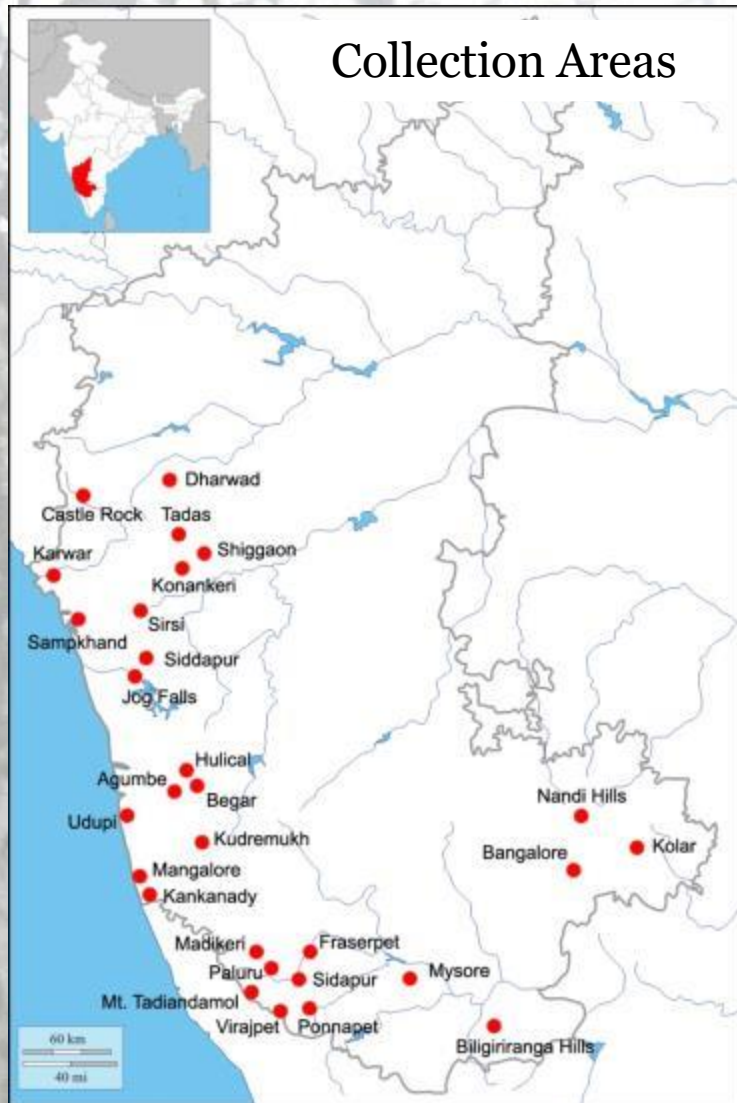 Collection Areas
Dharwad
Castle Rock
Tadas
Shiggaon
Karwar
Konankeri
Sirsi
Sampkhand
Siddapur
Jog Falls
Hulical
Agumbe
Begar
Nandi Hills
Udupi
Kudremukh
Kolar
Bangalore
Mangalore
Kankanady
Madikeri
Fraserpet
Paluru
Sidapur
Mysore
Mt. Tadiandamol
Virajpet
Ponnapet
Biligiriranga Hills
60 km
40 mi